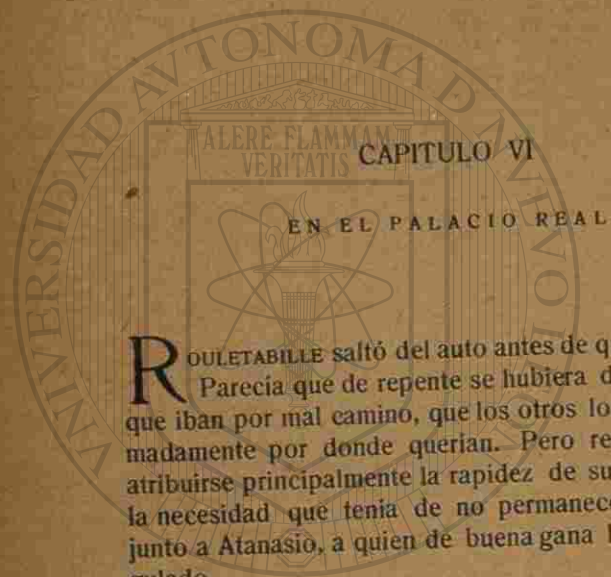 ALERE FLAMMAM
VERITATIS
CAPITULO VI
EN EL PALACIO REAL
ROULETABILLE saltó del auto antes de q
Parecía que de repente se hubiera d
que iban por mal camino, que los otros lo
madamente por donde querian. Pero re
atribuirse principalmente la rapidez de su
la necesidad que tenia de no permanec
junto a Atanasio, a quien de buena gana